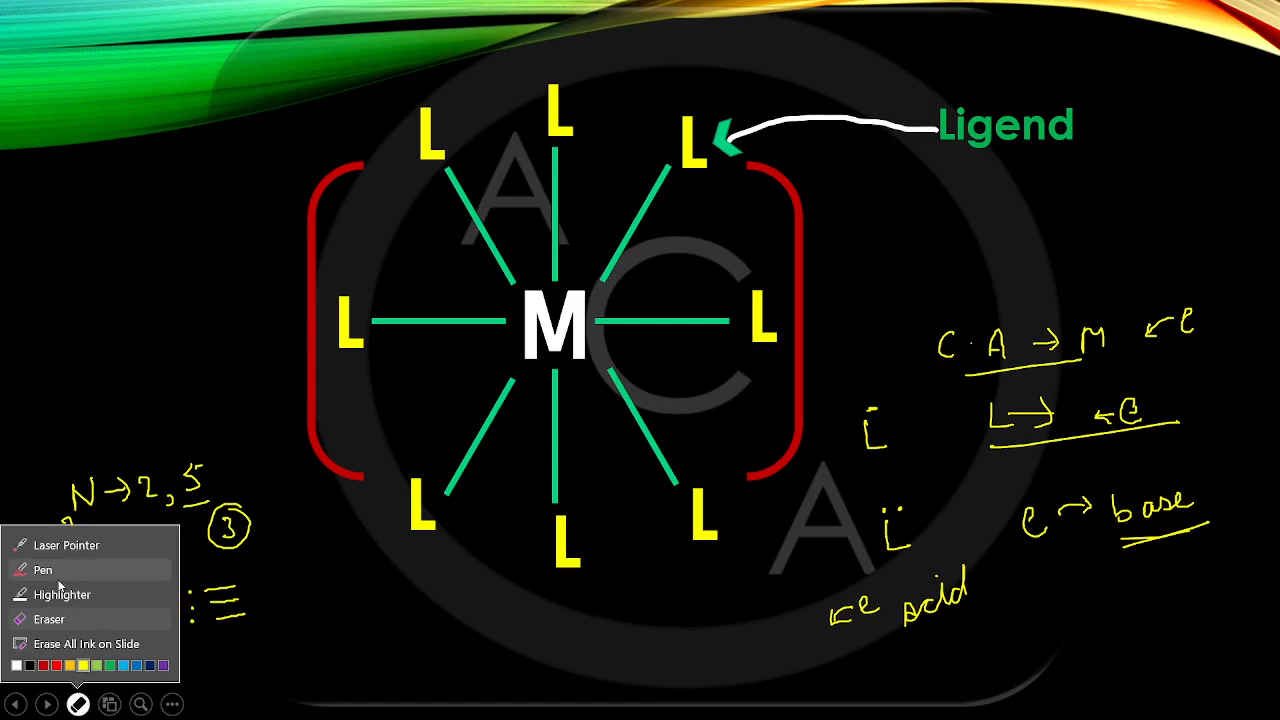 L
L
L
Ligend
A
L
M
L
C
C.A → M ← e
L → ← e
L
N → 2, 5
3
L
L
L
L
e → base
A
← e acid
Laser Pointer
Pen
Highlighter
Eraser
Erase All Ink on Slide